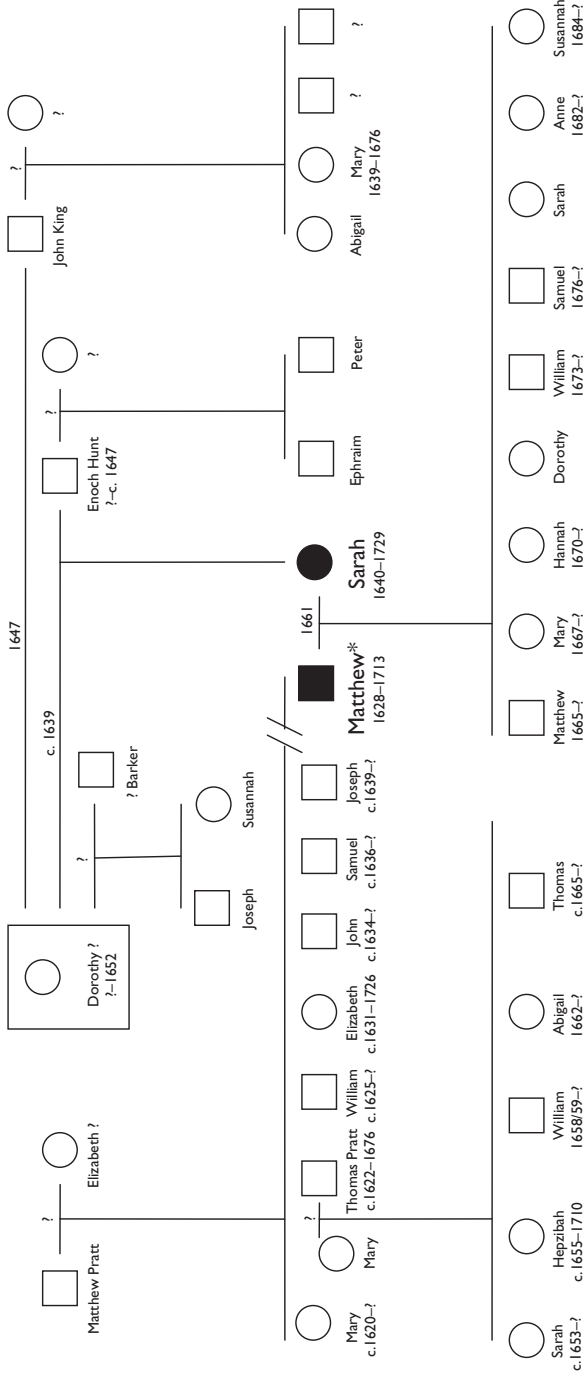 1647
?
John King
?
c. 1639
?
Enoch Hunt
?–c. 1647
?
?
? Barker
Joseph
Susannah
Dorothy ?
?–1652
?
Matthew Pratt
Elizabeth ?
Mary
c.1620–?
?
Mary
Thomas Pratt
c.1622–1676
William
c.1625–?
Elizabeth
c.1631–1726
John
c.1634–?
Samuel
c.1636–?
Joseph
c.1639–?
Matthew*
1628–1713
1661
Sarah
1640–1729
Ephraim
Peter
Abigail
Mary
1639–1676
?
?
Sarah
c.1653–?
Hepzibah
c.1655–1710
William
1658/59–?
Abigail
1662–?
Thomas
c.1665–?
Matthew
1665–?
Mary
1667–?
Hannah
1670–?
Dorothy
William
1673–?
Samuel
1676–?
Sarah
Anne
1682–?
Susannah
1684–?